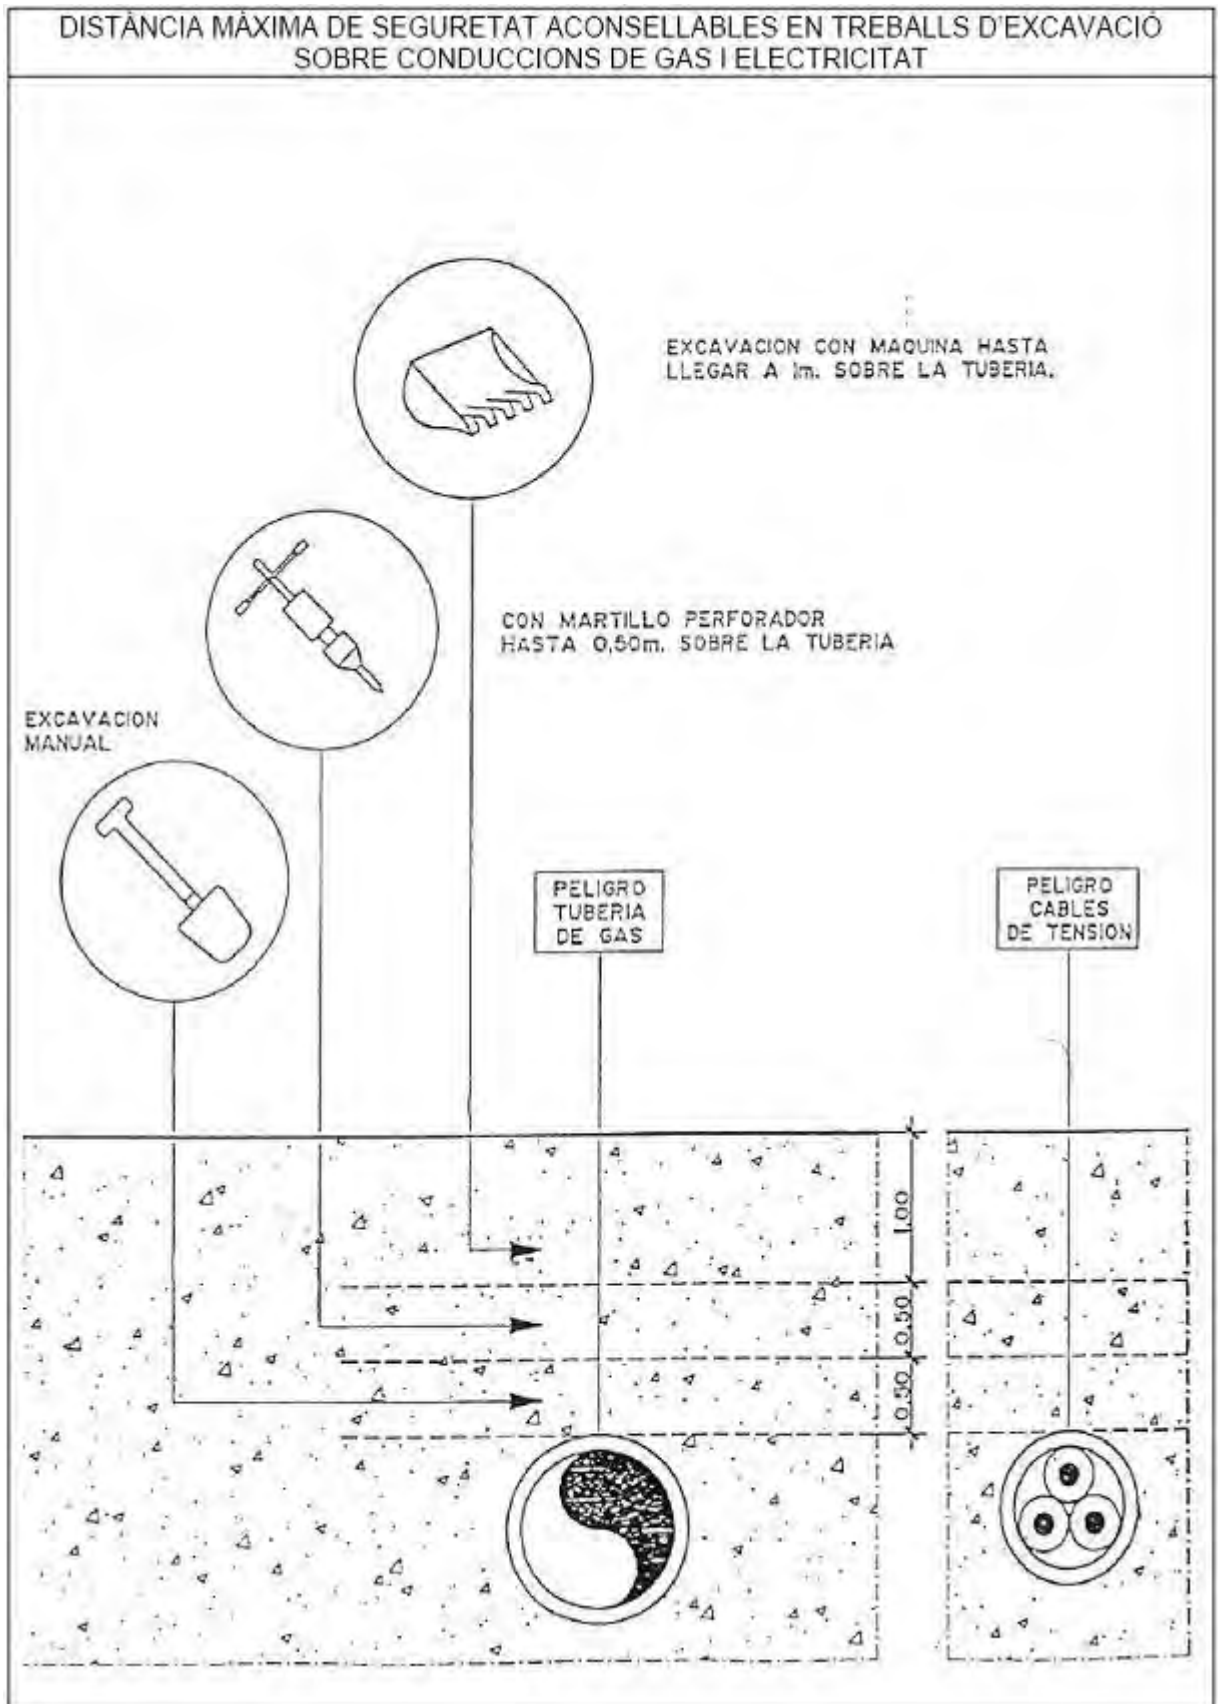 DISTÀNCIA MÀXIMA DE SEGURETAT ACONSELLABLES EN TREBALLS D'EXCAVACIÓ
SOBRE CONDUCCIONS DE GAS I ELECTRICITAT
EXCAVACION CON MAQUINA HASTA
LLEGAR A 1m. SOBRE LA TUBERIA.
CON MARTILLO PERFORADOR
HASTA 0,50m. SOBRE LA TUBERIA
EXCAVACION
MANUAL
PELIGRO
TUBERIA
DE GAS
PELIGRO
CABLES
DE TENSION
1.00
0.50
0.50